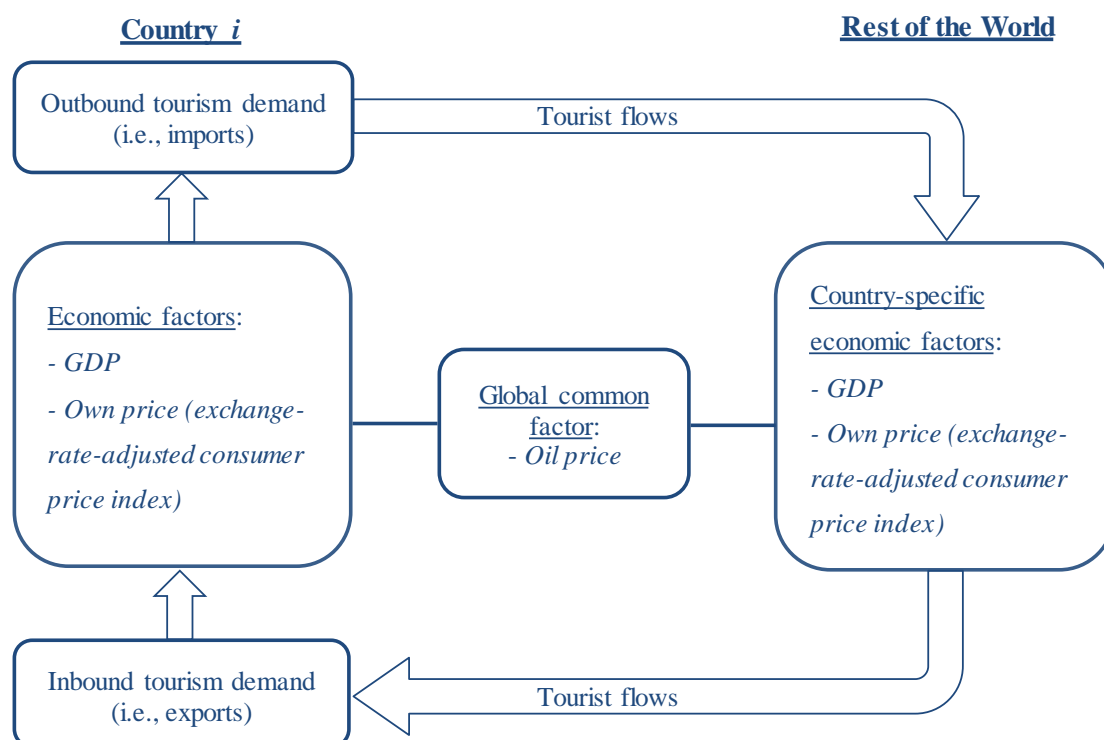 Country i
Rest of the World
Outbound tourism demand
(i.e., imports)
Tourist flows
Economic factors:
- GDP
- Own price (exchange-
rate-adjusted consumer
price index)
Global common
factor:
- Oil price
Country-specific
economic factors:
- GDP
- Own price (exchange-
rate-adjusted consumer
price index)
Inbound tourism demand
(i.e., exports)
Tourist flows